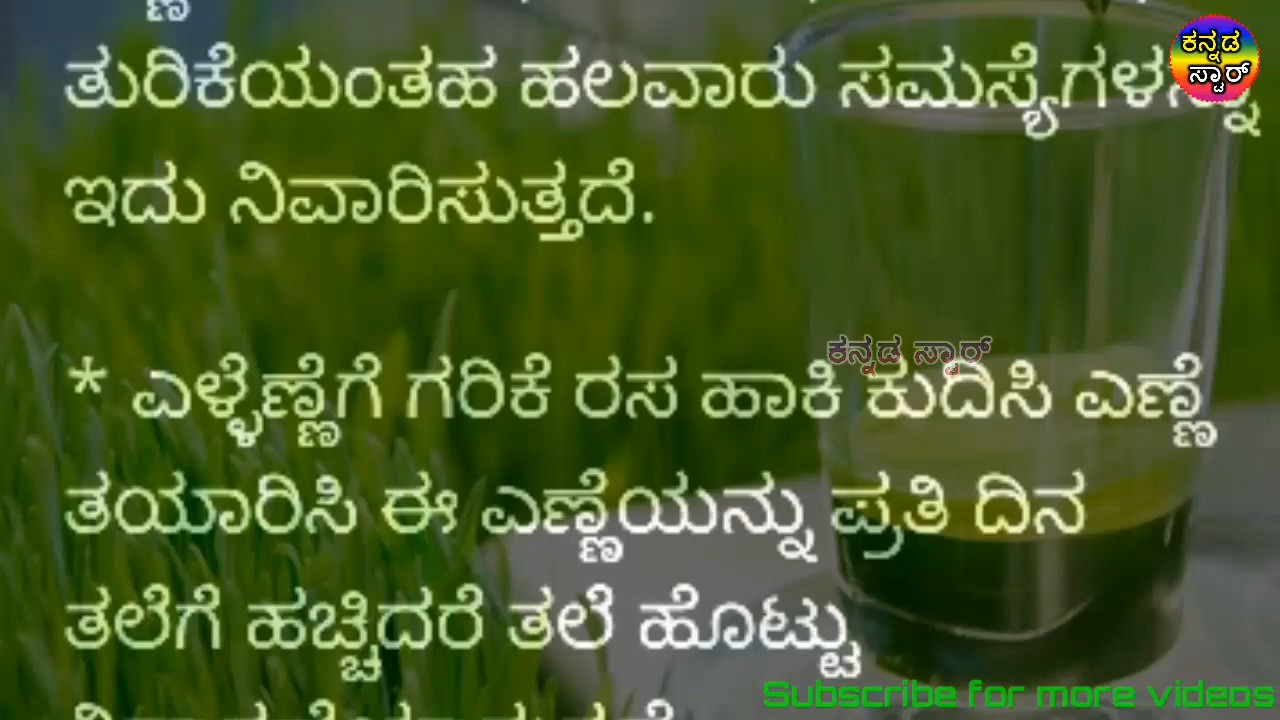 ಕನ್ನಡ
ಸ್ಟಾರ್
ತುರಿಕೆಯಂತಹ ಹಲವಾರು ಸಮಸ್ಯೆಗಳನ್ನು
ಇದು ನಿವಾರಿಸುತ್ತದೆ.
ಕನ್ನಡ ಸ್ಟಾರ್
* ಎಳ್ಳೆಣ್ಣೆಗೆ ಗರಿಕೆ ರಸ ಹಾಕಿ ಕುದಿಸಿ ಎಣ್ಣೆ
ತಯಾರಿಸಿ ಈ ಎಣ್ಣೆಯನ್ನು ಪ್ರತಿ ದಿನ
ತಲೆಗೆ ಹಚ್ಚಿದರೆ ತಲೆ ಹೊಟ್ಟು
Subscribe for more videos